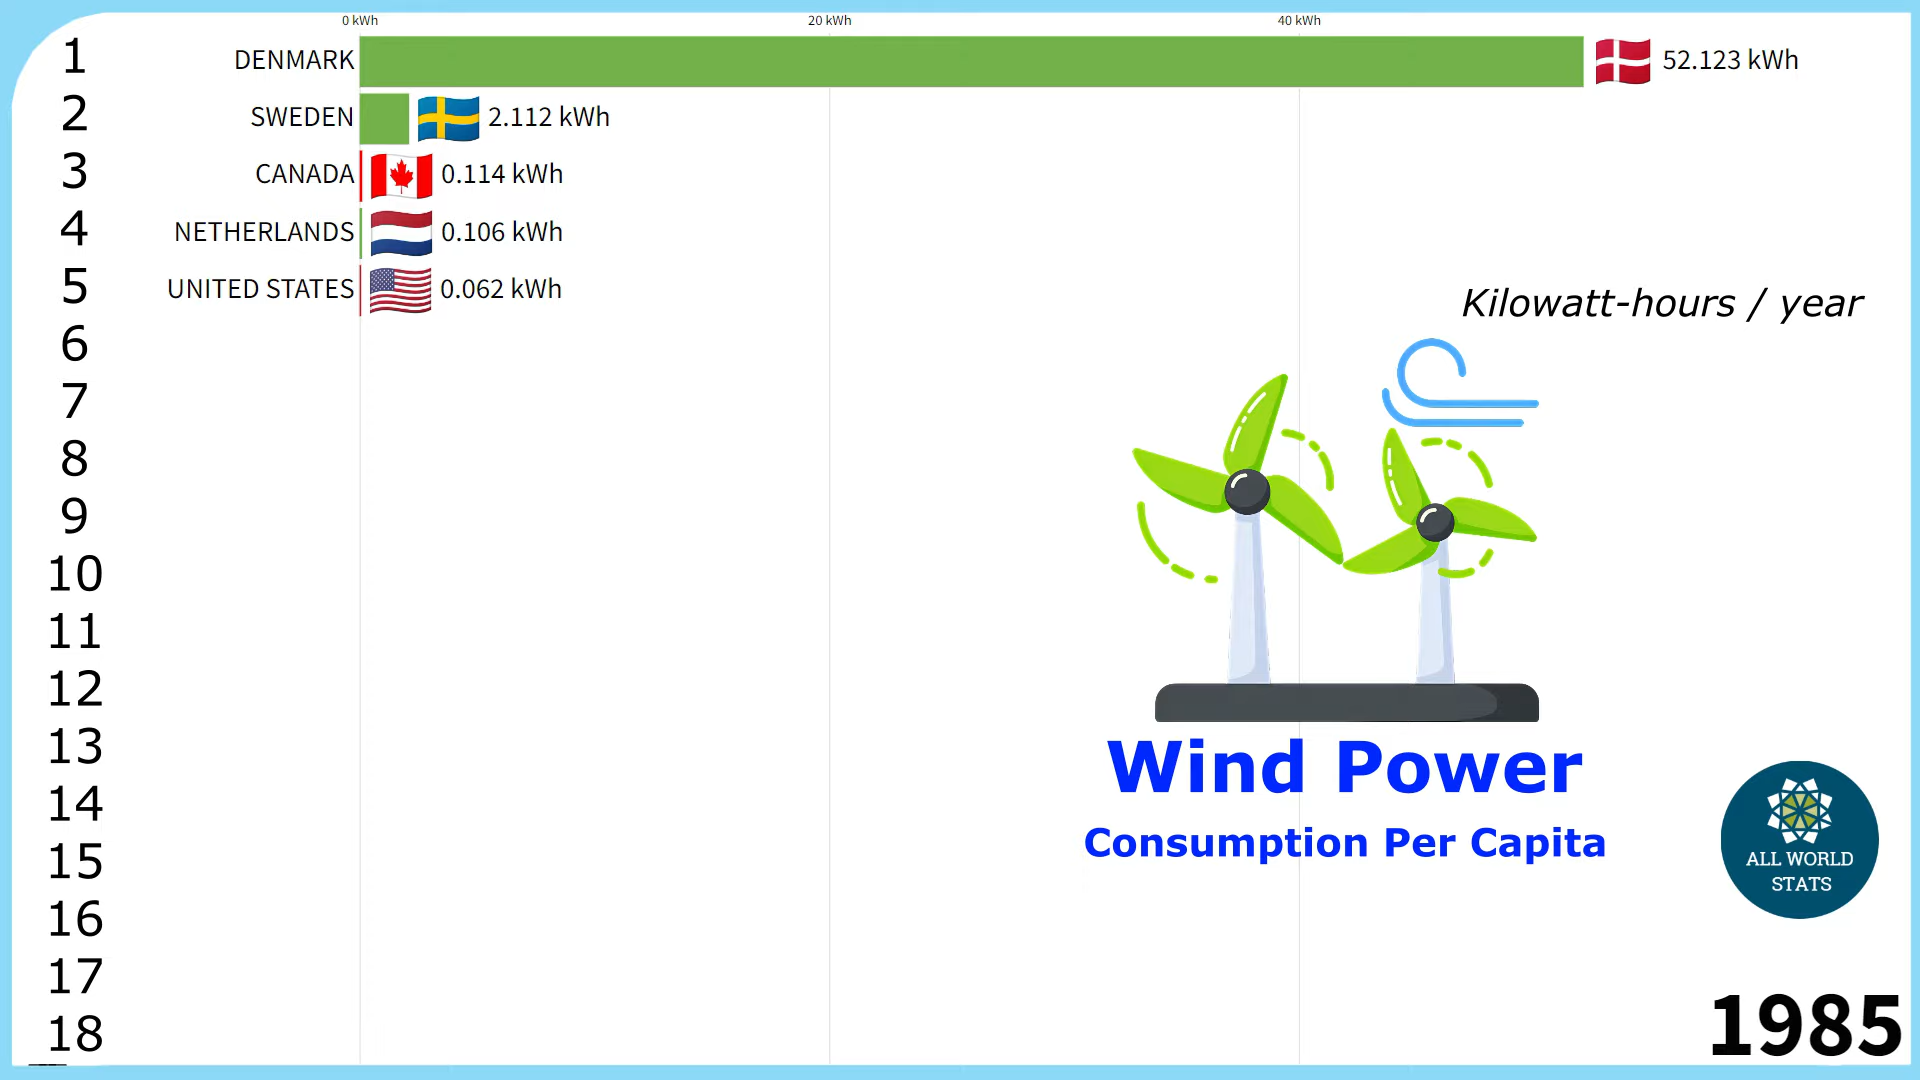 0 kWh 20 kWh 40 kWh
1 DENMARK 52.123 kWh
2 SWEDEN 2.112 kWh
3 CANADA 0.114 kWh
4 NETHERLANDS 0.106 kWh
5 UNITED STATES 0.062 kWh
Kilowatt-hours / year
6
7
8
9
10
11
12
13
Wind Power
14
Consumption Per Capita
15
ALL WORLD
STATS
16
17
18
1985